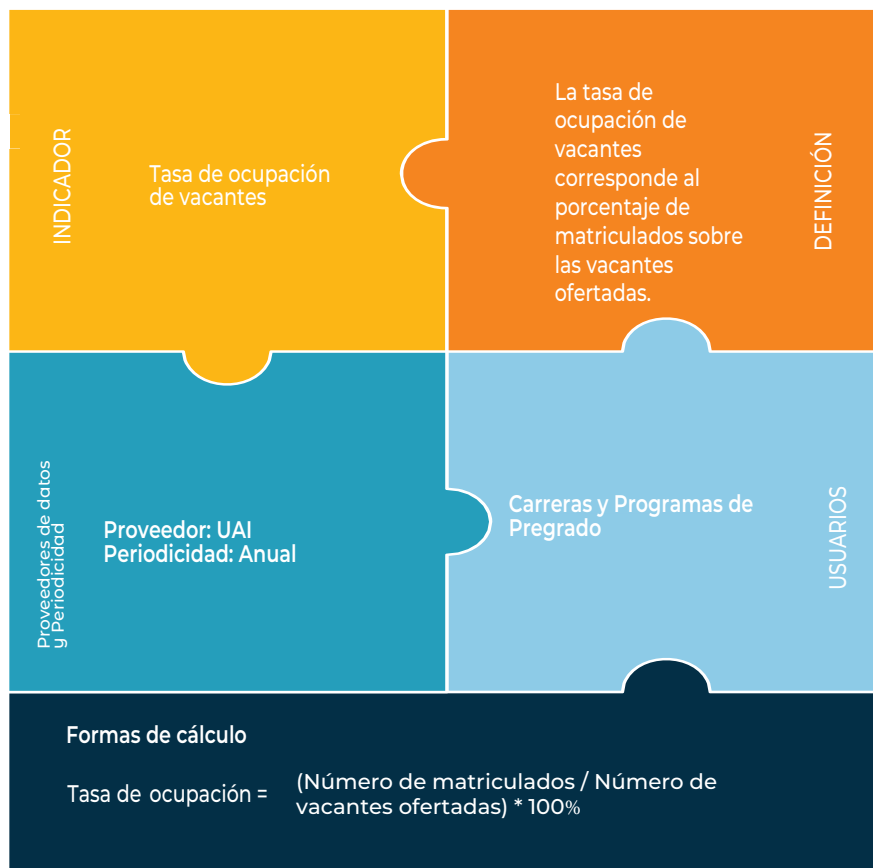 INDICADOR
Tasa de ocupación
de vacantes
La tasa de
ocupación de
vacantes
corresponde al
porcentaje de
matriculados sobre
las vacantes
ofertadas.
DEFINICIÓN
Proveedores de datos
y Periodicidad
Proveedor: UAI
Periodicidad: Anual
Carreras y Programas de
Pregrado
USUARIOS
Formas de cálculo
Tasa de ocupación =
(Número de matriculados / Número de
vacantes ofertadas) * 100%